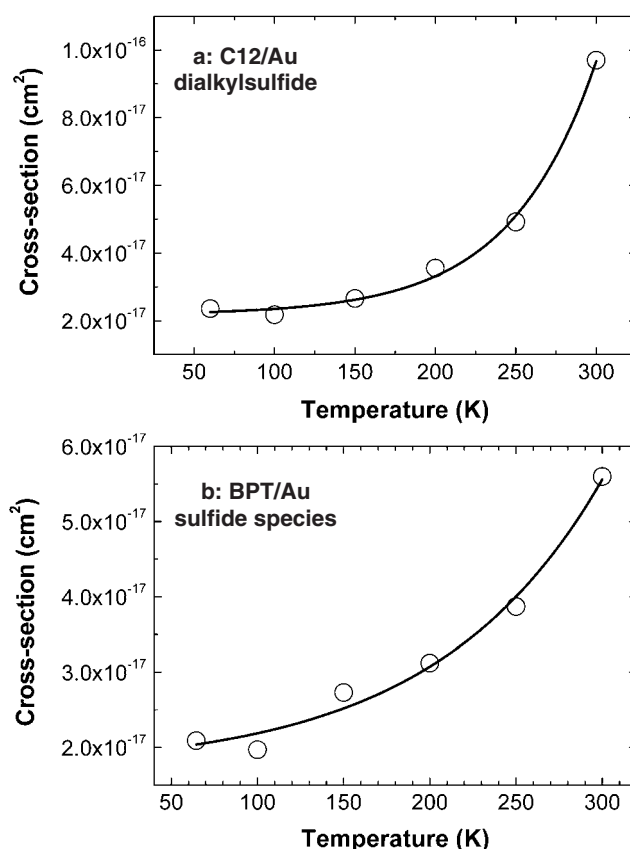 1.0x10⁻¹⁶
8.0x10⁻¹⁷
6.0x10⁻¹⁷
4.0x10⁻¹⁷
2.0x10⁻¹⁷
Cross-section (cm²)
a: C12/Au
dialkylsulfide
50 100 150 200 250 300
Temperature (K)
6.0x10⁻¹⁷
5.0x10⁻¹⁷
4.0x10⁻¹⁷
3.0x10⁻¹⁷
2.0x10⁻¹⁷
Cross-section (cm²)
b: BPT/Au
sulfide species
50 100 150 200 250 300
Temperature (K)